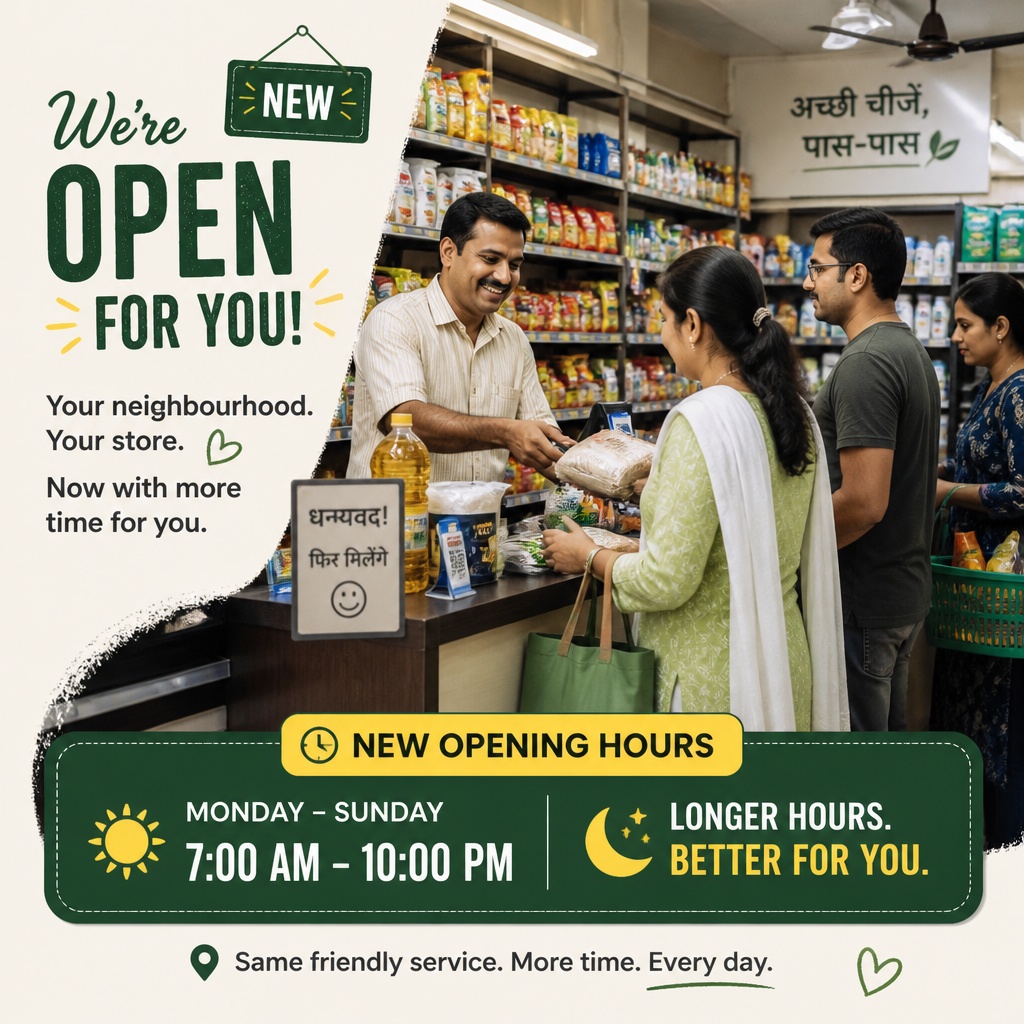 NEW
We're
OPEN
FOR YOU!
Your neighbourhood.
Your store.
Now with more
time for you.
अच्छी चीजें,
पास-पास
धन्यवद!
फिर मिलेंगे
NEW OPENING HOURS
MONDAY – SUNDAY
7:00 AM – 10:00 PM
LONGER HOURS.
BETTER FOR YOU.
Same friendly service. More time. Every day.